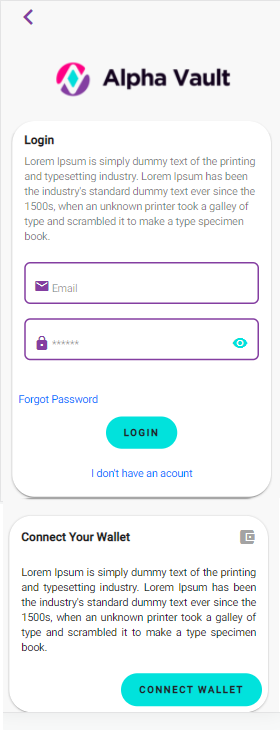 Alpha Vault
Login
Lorem Ipsum is simply dummy text of the printing
and typesetting industry. Lorem Ipsum has been
the industry's standard dummy text ever since the
1500s, when an unknown printer took a galley of
type and scrambled it to make a type specimen
book.
Email
******
Forgot Password
LOGIN
I don't have an acount
Connect Your Wallet
Lorem Ipsum is simply dummy text of the printing
and typesetting industry. Lorem Ipsum has been
the industry's standard dummy text ever since the
1500s, when an unknown printer took a galley of
type and scrambled it to make a type specimen
book.
CONNECT WALLET